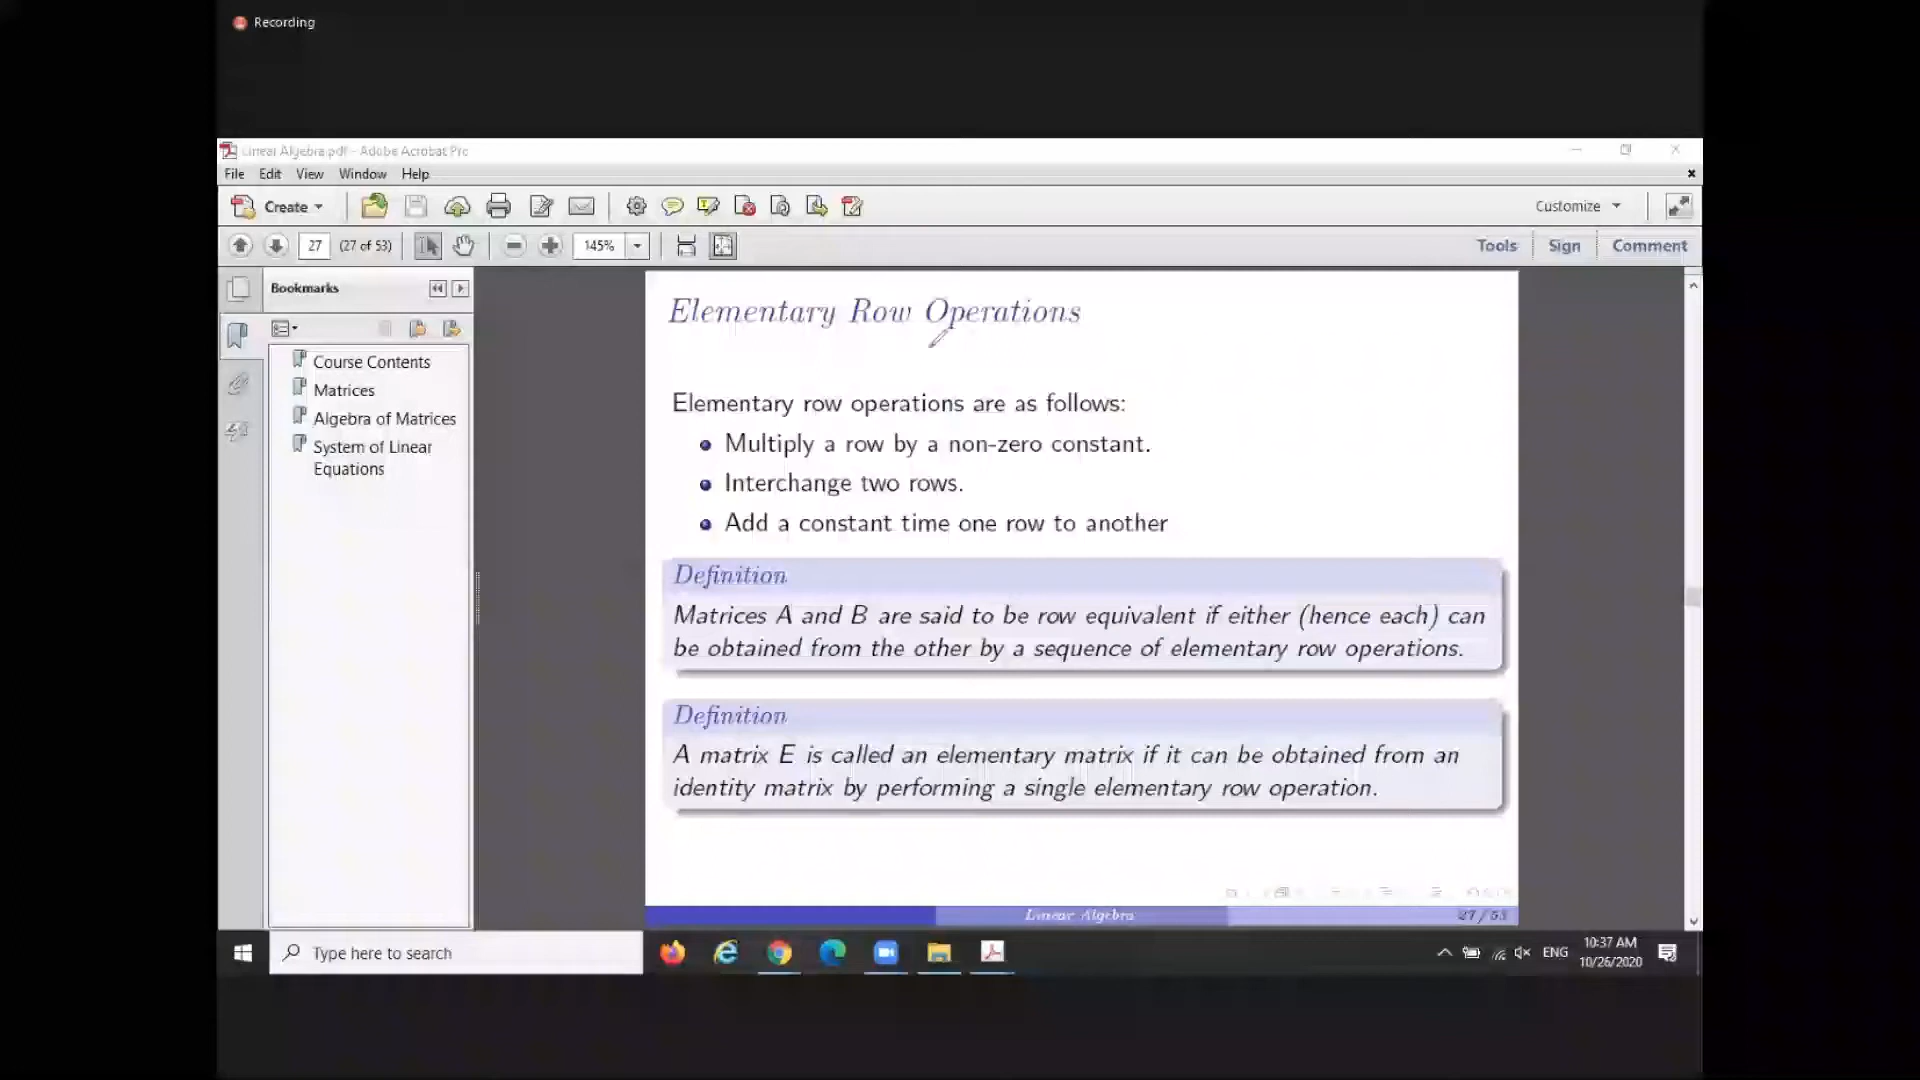 Recording
Linear Algebra.pdf - Adobe Acrobat Pro
File Edit View Window Help
Create
Customize
27 (27 of 53) 145%
Tools Sign Comment
Bookmarks
Course Contents
Matrices
Algebra of Matrices
System of Linear
Equations
Elementary Row Operations
Elementary row operations are as follows:
Multiply a row by a non-zero constant.
Interchange two rows.
Add a constant time one row to another
Definition
Matrices A and B are said to be row equivalent if either (hence each) can
be obtained from the other by a sequence of elementary row operations.
Definition
A matrix E is called an elementary matrix if it can be obtained from an
identity matrix by performing a single elementary row operation.
Linear Algebra 27 / 53
Type here to search
ENG
10:37 AM
10/26/2020